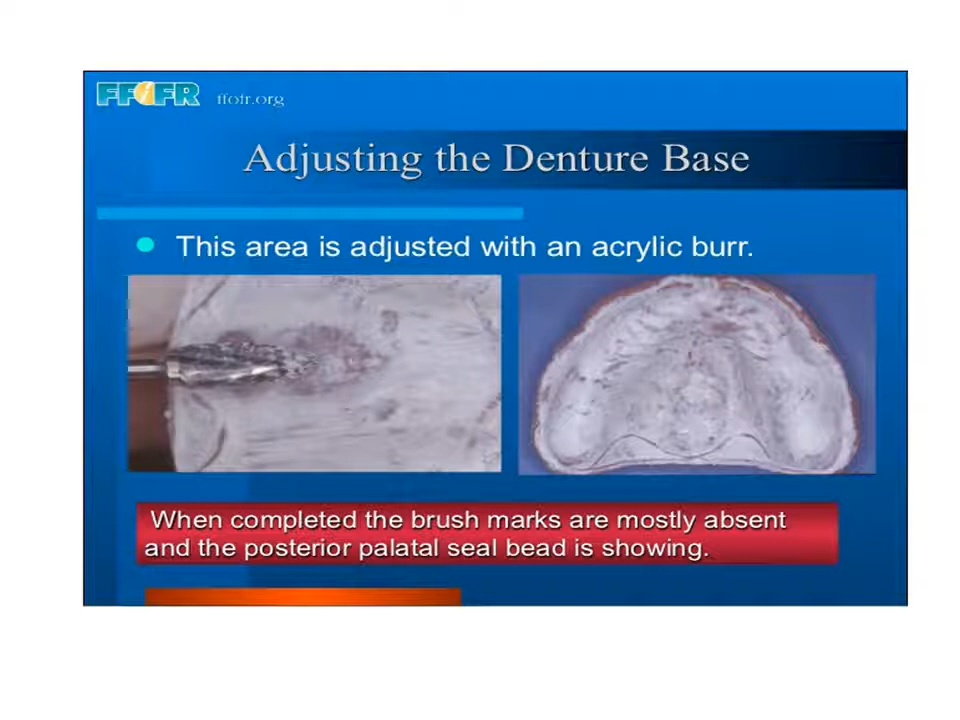 FFOFR ffofr.org
Adjusting the Denture Base
This area is adjusted with an acrylic burr.
When completed the brush marks are mostly absent
and the posterior palatal seal bead is showing.